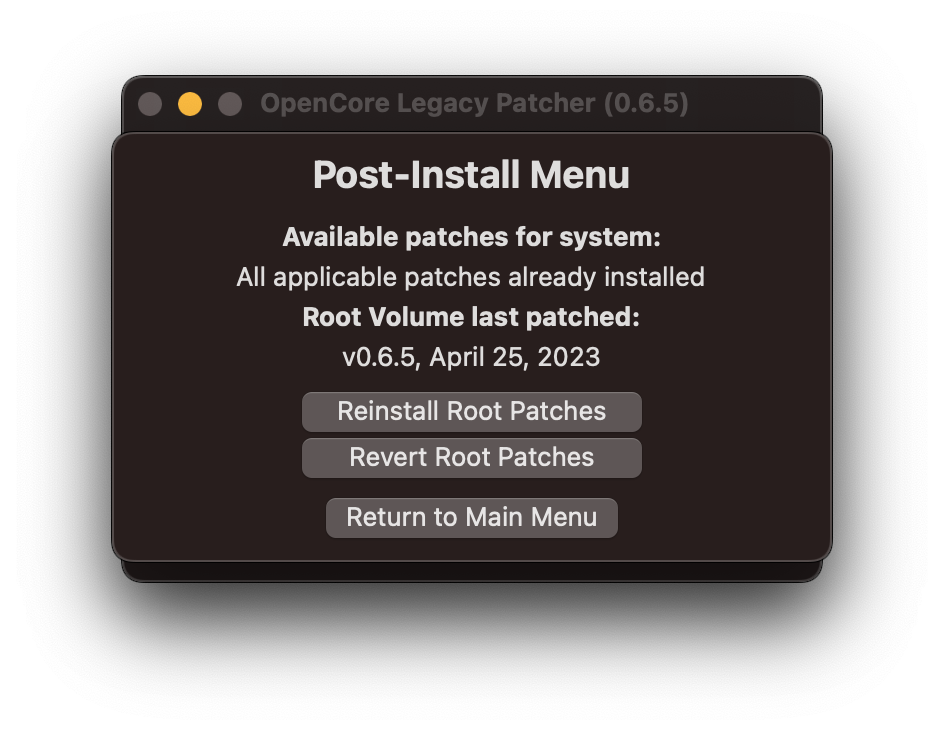 OpenCore Legacy Patcher (0.6.5)
Post-Install Menu
Available patches for system:
All applicable patches already installed
Root Volume last patched:
v0.6.5, April 25, 2023
Reinstall Root Patches
Revert Root Patches
Return to Main Menu